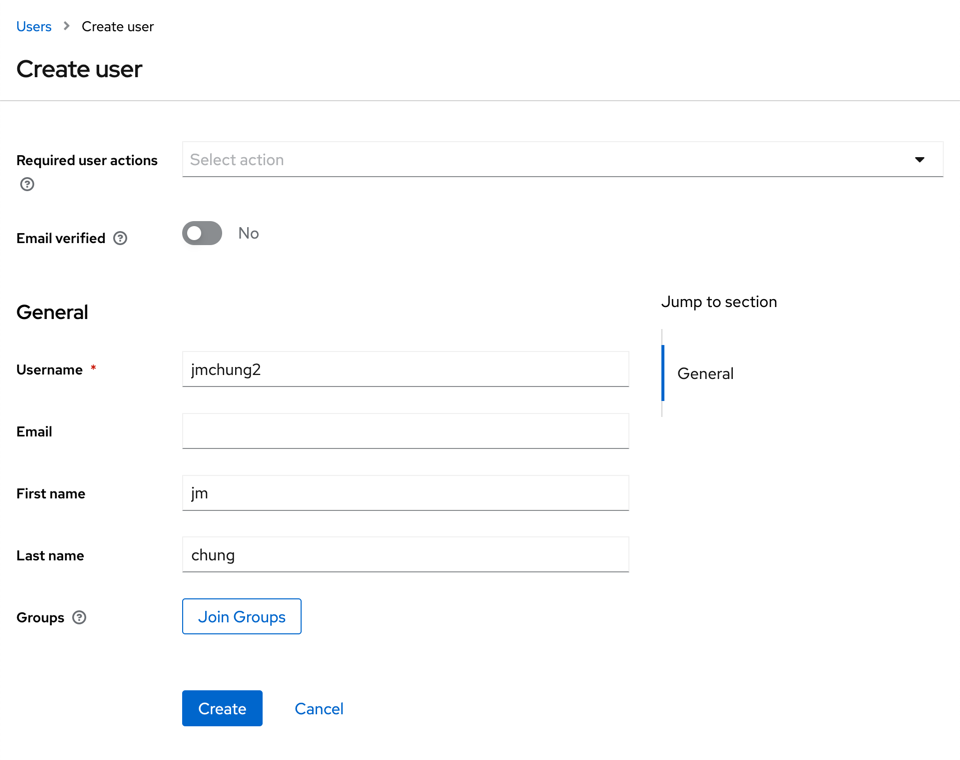 Users > Create user
Create user
Required user actions
Select action
Email verified
No
General
Jump to section
General
Username *
jmchung2
Email
First name
jm
Last name
chung
Groups
Join Groups
Create
Cancel